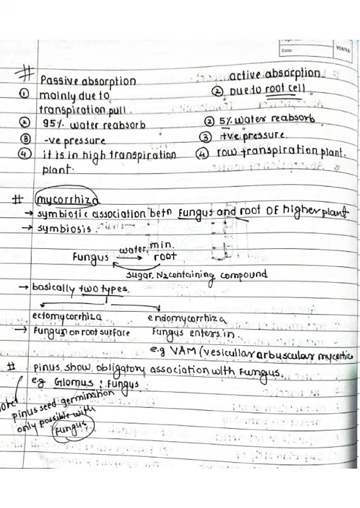 Date:
YOUVA
# Passive absorption active absorption
① mainly due to ① Due to root cell.
transpiration pull.
② 95% water reabsorb ② 5% water reabsorb
③ -ve pressure ③ +ve pressure.
④ it is in high transpiration ④ row transpiration plant.
plant.
# mycorrhiza
→ symbiotic association betn fungus and root of higher plant
→ symbiosis
water, min.
Fungus root
sugar, N2 containing compound
→ basically two types.
ectomycorrhiza endomycorrhiza
→ Fungus on root surface Fungus enters in
e.g VAM (vesicullar arbuscular
# pinus show obligatory association with Fungus.
eg Glomus : Fungus
pinus seed germination
only possible with
fungus